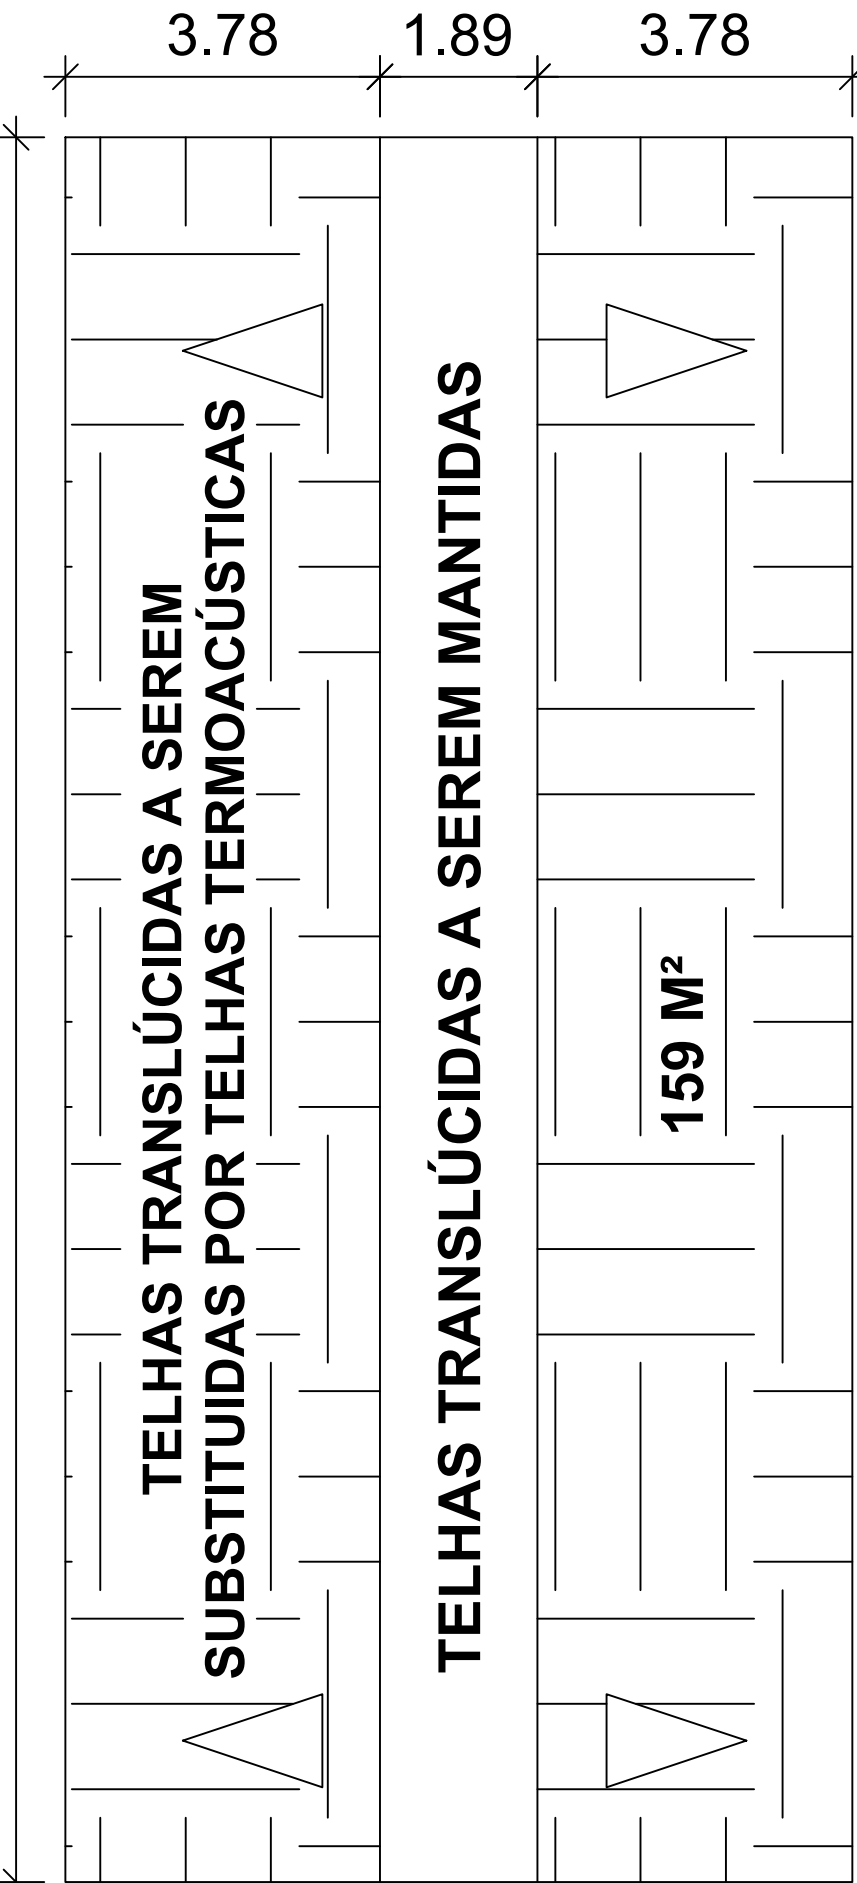 3.78
1.89
3.78
TELHAS TRANSLÚCIDAS A SEREM
SUBSTITUIDAS POR TELHAS TERMOACÚSTICAS
TELHAS TRANSLÚCIDAS A SEREM MANTIDAS
159 M²